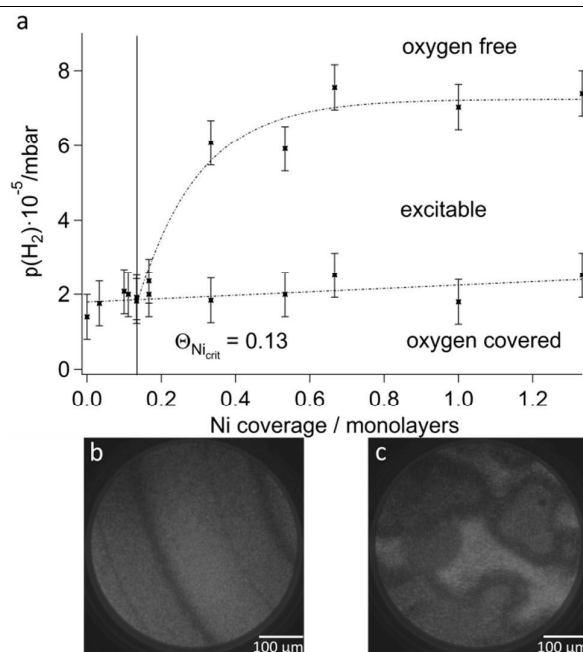 a
oxygen free
excitable
oxygen covered
Θ_Ni_crit = 0.13
p(H₂)·10⁻⁵/mbar
8
6
4
2
0
0.0 0.2 0.4 0.6 0.8 1.0 1.2
Ni coverage / monolayers
b
100 µm
c
100 µm